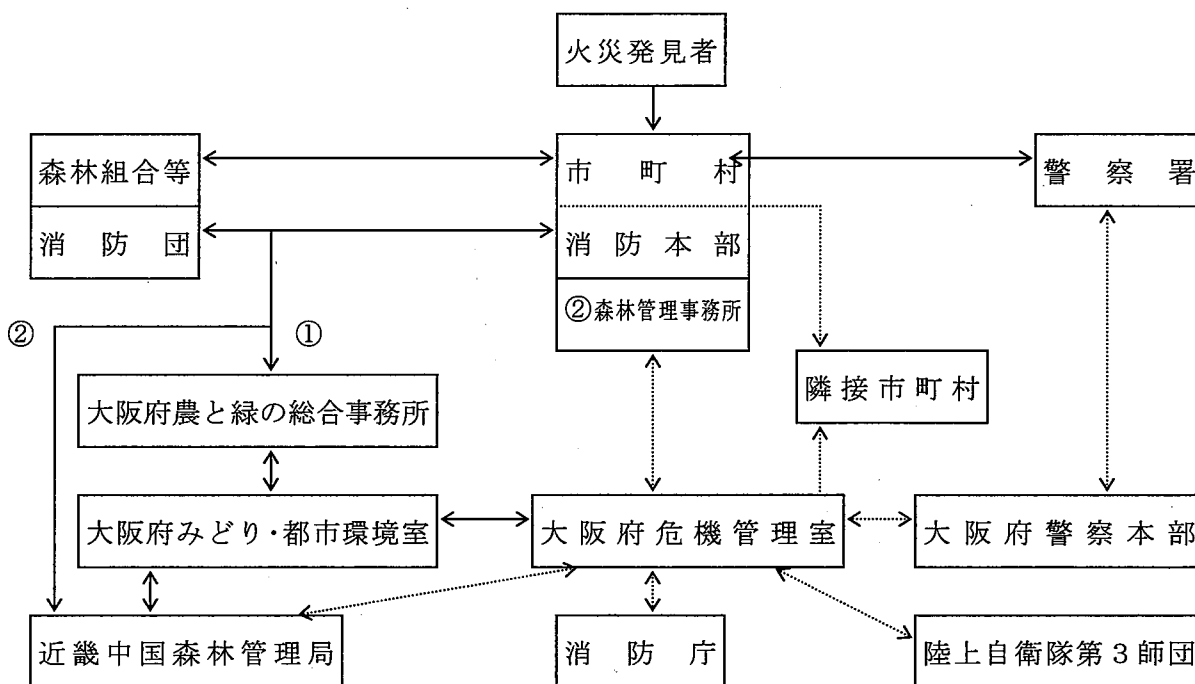 火災発見者
森林組合等
市町村
警察署
消防団
消防本部
②森林管理事務所
②
①
隣接市町村
大阪府農と緑の総合事務所
大阪府みどり・都市環境室
大阪府危機管理室
大阪府警察本部
近畿中国森林管理局
消防庁
陸上自衛隊第3師団